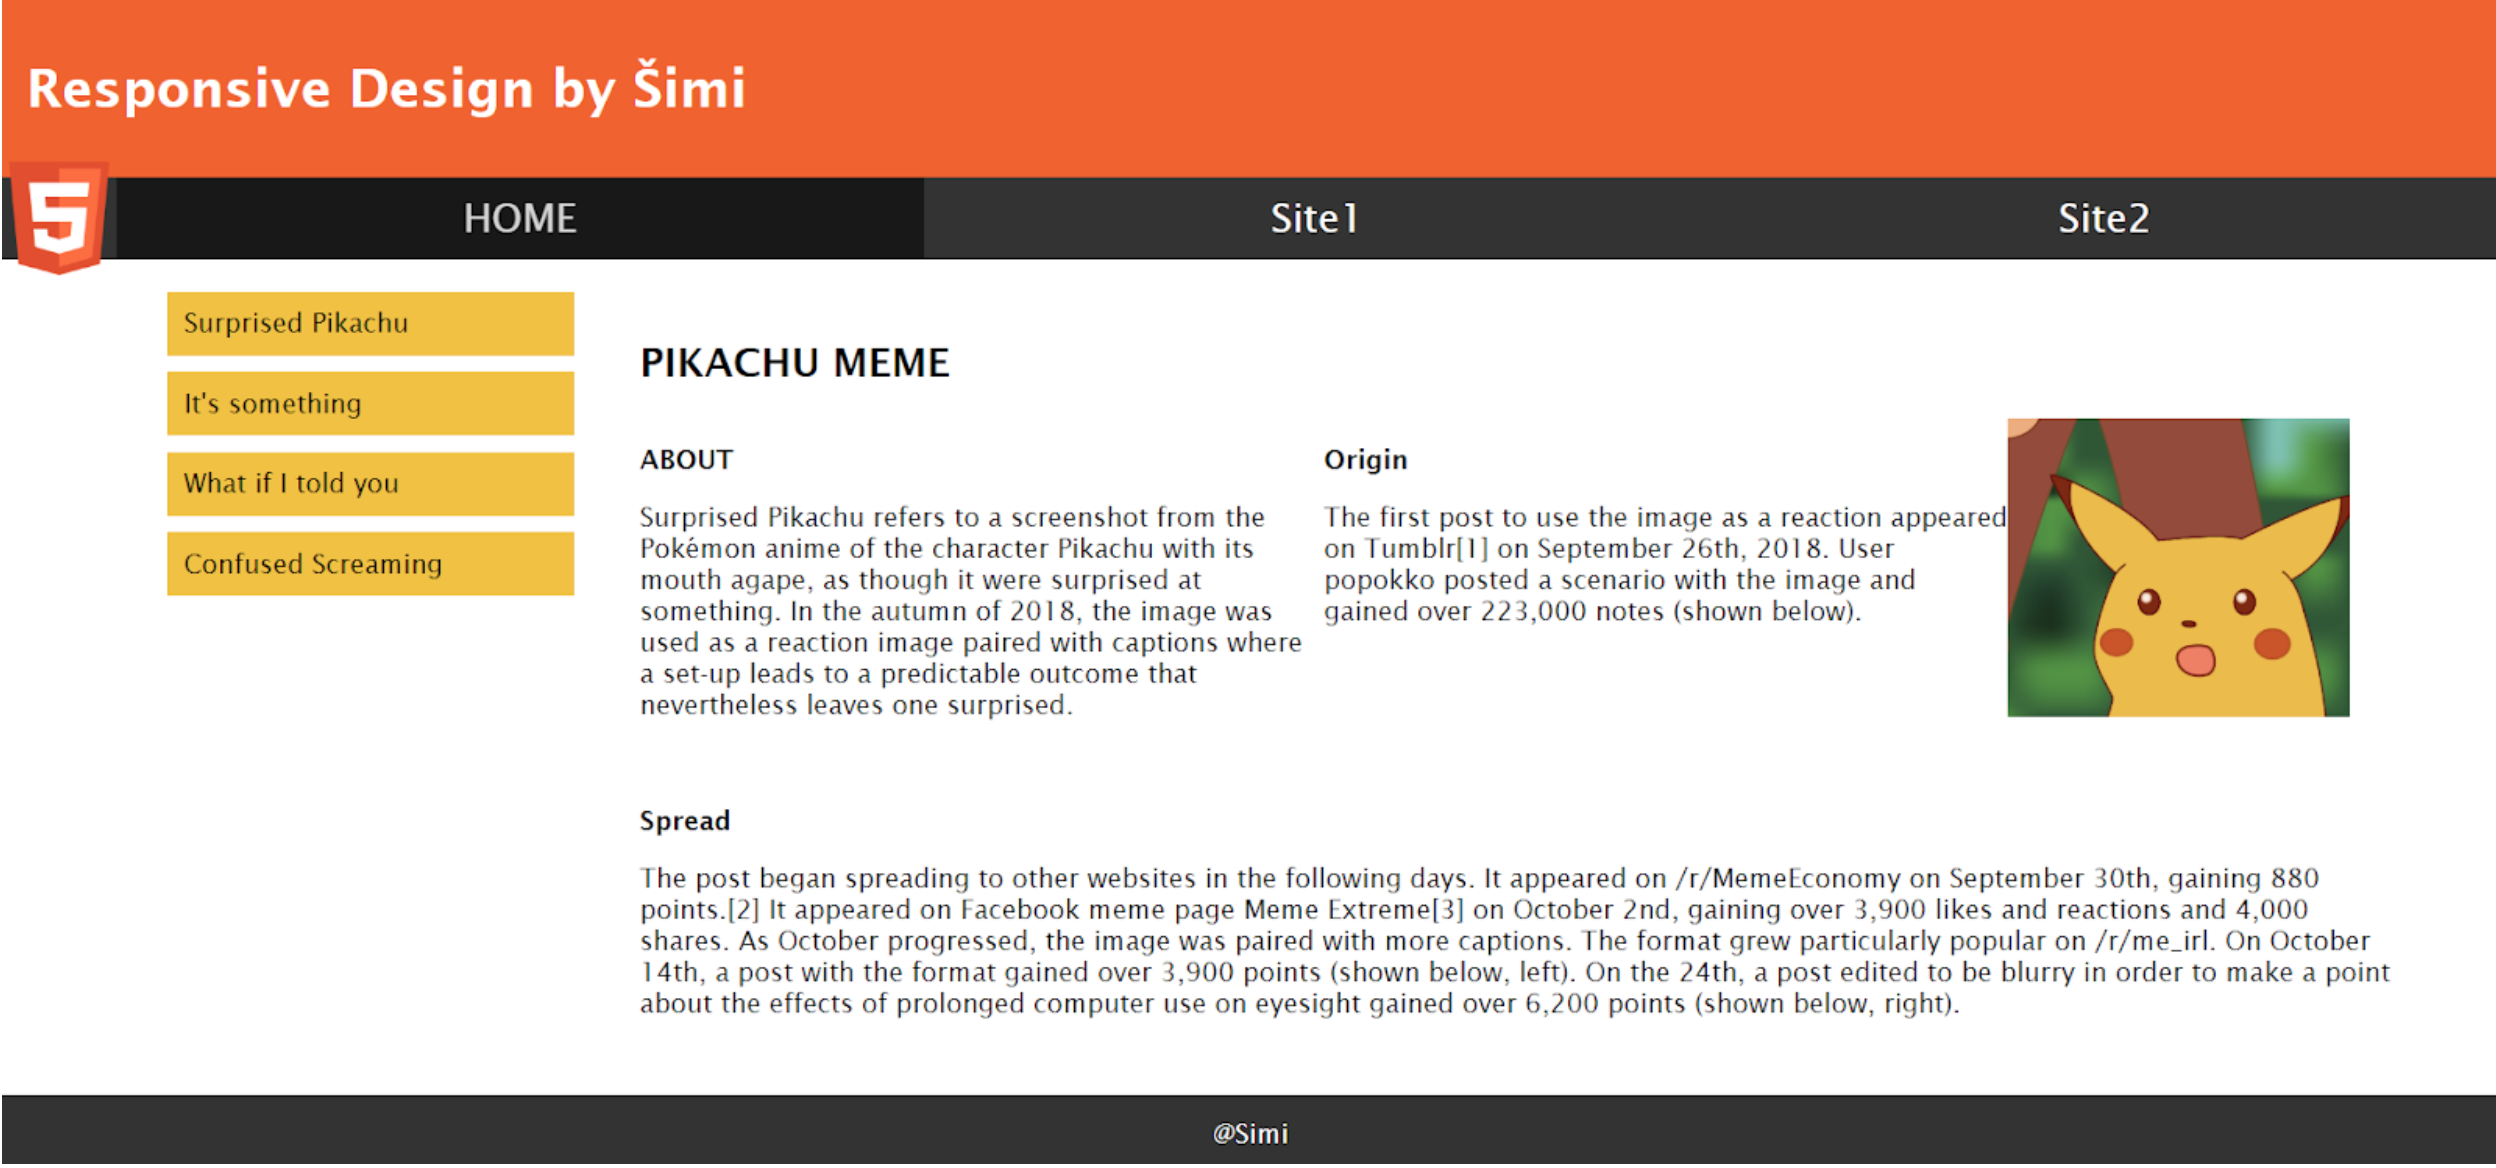 Responsive Design by Šimi
5
HOME
Site1
Site2
Surprised Pikachu
It's something
What if I told you
Confused Screaming
PIKACHU MEME
ABOUT
Surprised Pikachu refers to a screenshot from the
Pokémon anime of the character Pikachu with its
mouth agape, as though it were surprised at
something. In the autumn of 2018, the image was
used as a reaction image paired with captions where
a set-up leads to a predictable outcome that
nevertheless leaves one surprised.
Origin
The first post to use the image as a reaction appeared
on Tumblr[1] on September 26th, 2018. User
popokko posted a scenario with the image and
gained over 223,000 notes (shown below).
Spread
The post began spreading to other websites in the following days. It appeared on /r/MemeEconomy on September 30th, gaining 880
points.[2] It appeared on Facebook meme page Meme Extreme[3] on October 2nd, gaining over 3,900 likes and reactions and 4,000
shares. As October progressed, the image was paired with more captions. The format grew particularly popular on /r/me_irl. On October
14th, a post with the format gained over 3,900 points (shown below, left). On the 24th, a post edited to be blurry in order to make a point
about the effects of prolonged computer use on eyesight gained over 6,200 points (shown below, right).
@Simi